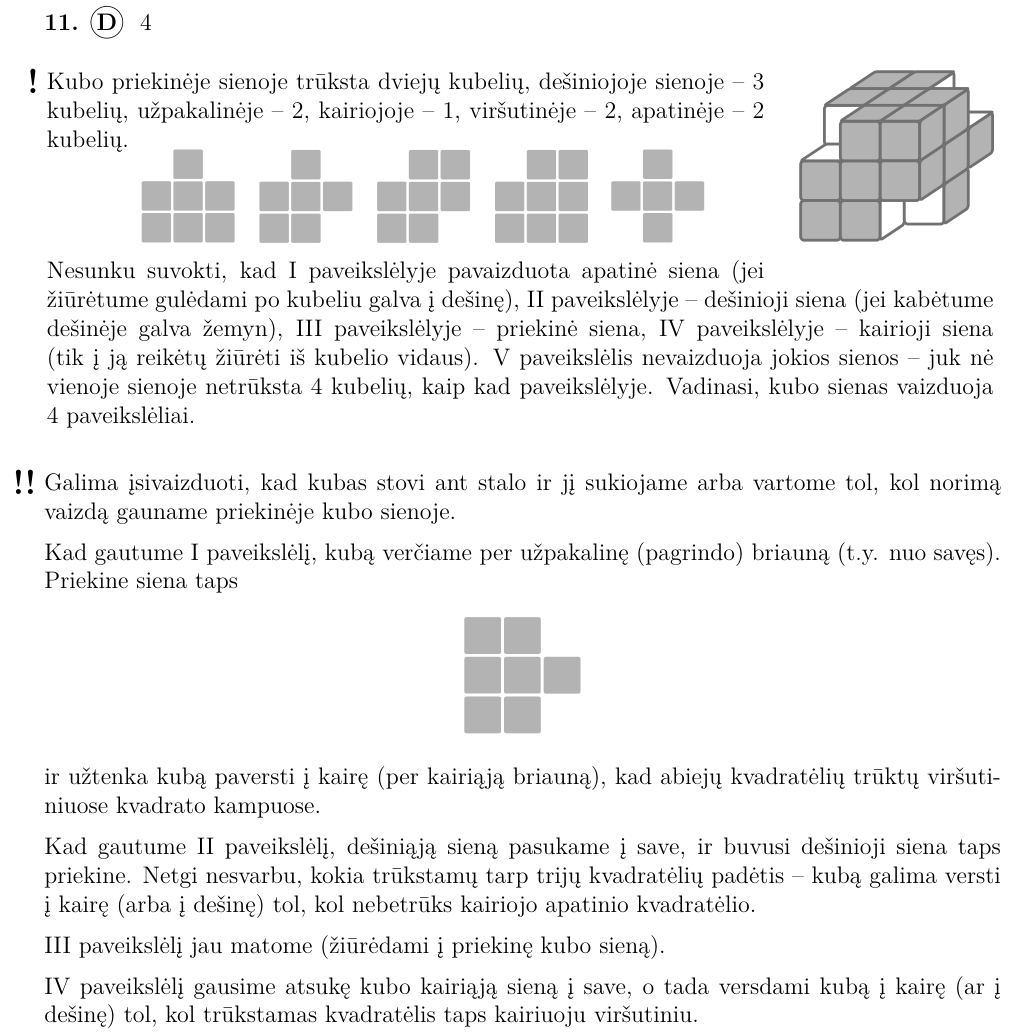 11. D 4
! Kubo priekinėje sienoje trūksta dviejų kubelių, dešiniojoje sienoje – 3
kubelių, užpakalinėje – 2, kairiojoje – 1, viršutinėje – 2, apatinėje – 2
kubelių.
Nesunku suvokti, kad I paveikslėlyje pavaizduota apatinė siena (jei
žiūrėtume gulėdami po kubeliu galva į dešinę), II paveikslėlyje – dešinioji siena (jei kabėtume
dešinėje galva žemyn), III paveikslėlyje – priekinė siena, IV paveikslėlyje – kairioji siena
(tik į ją reikėtų žiūrėti iš kubelio vidaus). V paveikslėlis nevaizduoja jokios sienos – juk nė
vienoje sienoje netrūksta 4 kubelių, kaip kad paveikslėlyje. Vadinasi, kubo sienas vaizduoja
4 paveikslėliai.
!! Galima įsivaizduoti, kad kubas stovi ant stalo ir jį sukiojame arba vartome tol, kol norimą
vaizdą gauname priekinėje kubo sienoje.
Kad gautume I paveikslėlį, kubą verčiame per užpakalinę (pagrindo) briauną (t.y. nuo savęs).
Priekine siena taps
ir užtenka kubą paversti į kairę (per kairiąją briauną), kad abiejų kvadratėlių trūktų viršuti-
niuose kvadrato kampuose.
Kad gautume II paveikslėlį, dešiniąją sieną pasukame į save, ir buvusi dešinioji siena taps
priekine. Netgi nesvarbu, kokia trūkstamų tarp trijų kvadratėlių padėtis – kubą galima versti
į kairę (arba į dešinę) tol, kol nebetrūks kairiojo apatinio kvadratėlio.
III paveikslėlį jau matome (žiūrėdami į priekinę kubo sieną).
IV paveikslėlį gausime atsukę kubo kairiąją sieną į save, o tada versdami kubą į kairę (ar į
dešinę) tol, kol trūkstamas kvadratėlis taps kairiuoju viršutiniu.